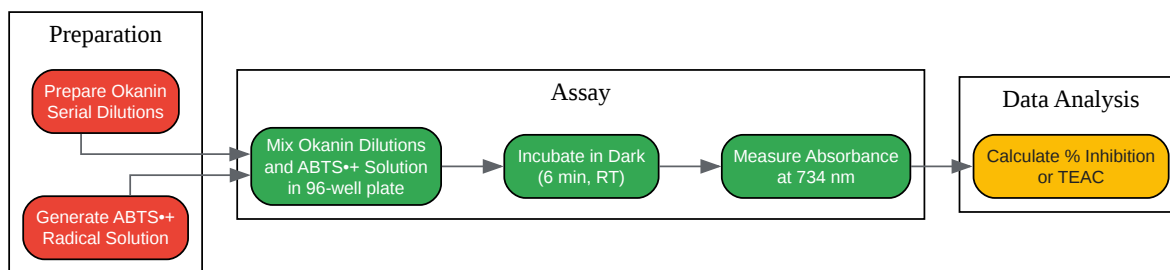 Preparation
Prepare Okanin
Serial Dilutions
Generate ABTS•+
Radical Solution
Assay
Mix Okanin Dilutions
and ABTS•+ Solution
in 96-well plate
Incubate in Dark
(6 min, RT)
Measure Absorbance
at 734 nm
Data Analysis
Calculate % Inhibition
or TEAC